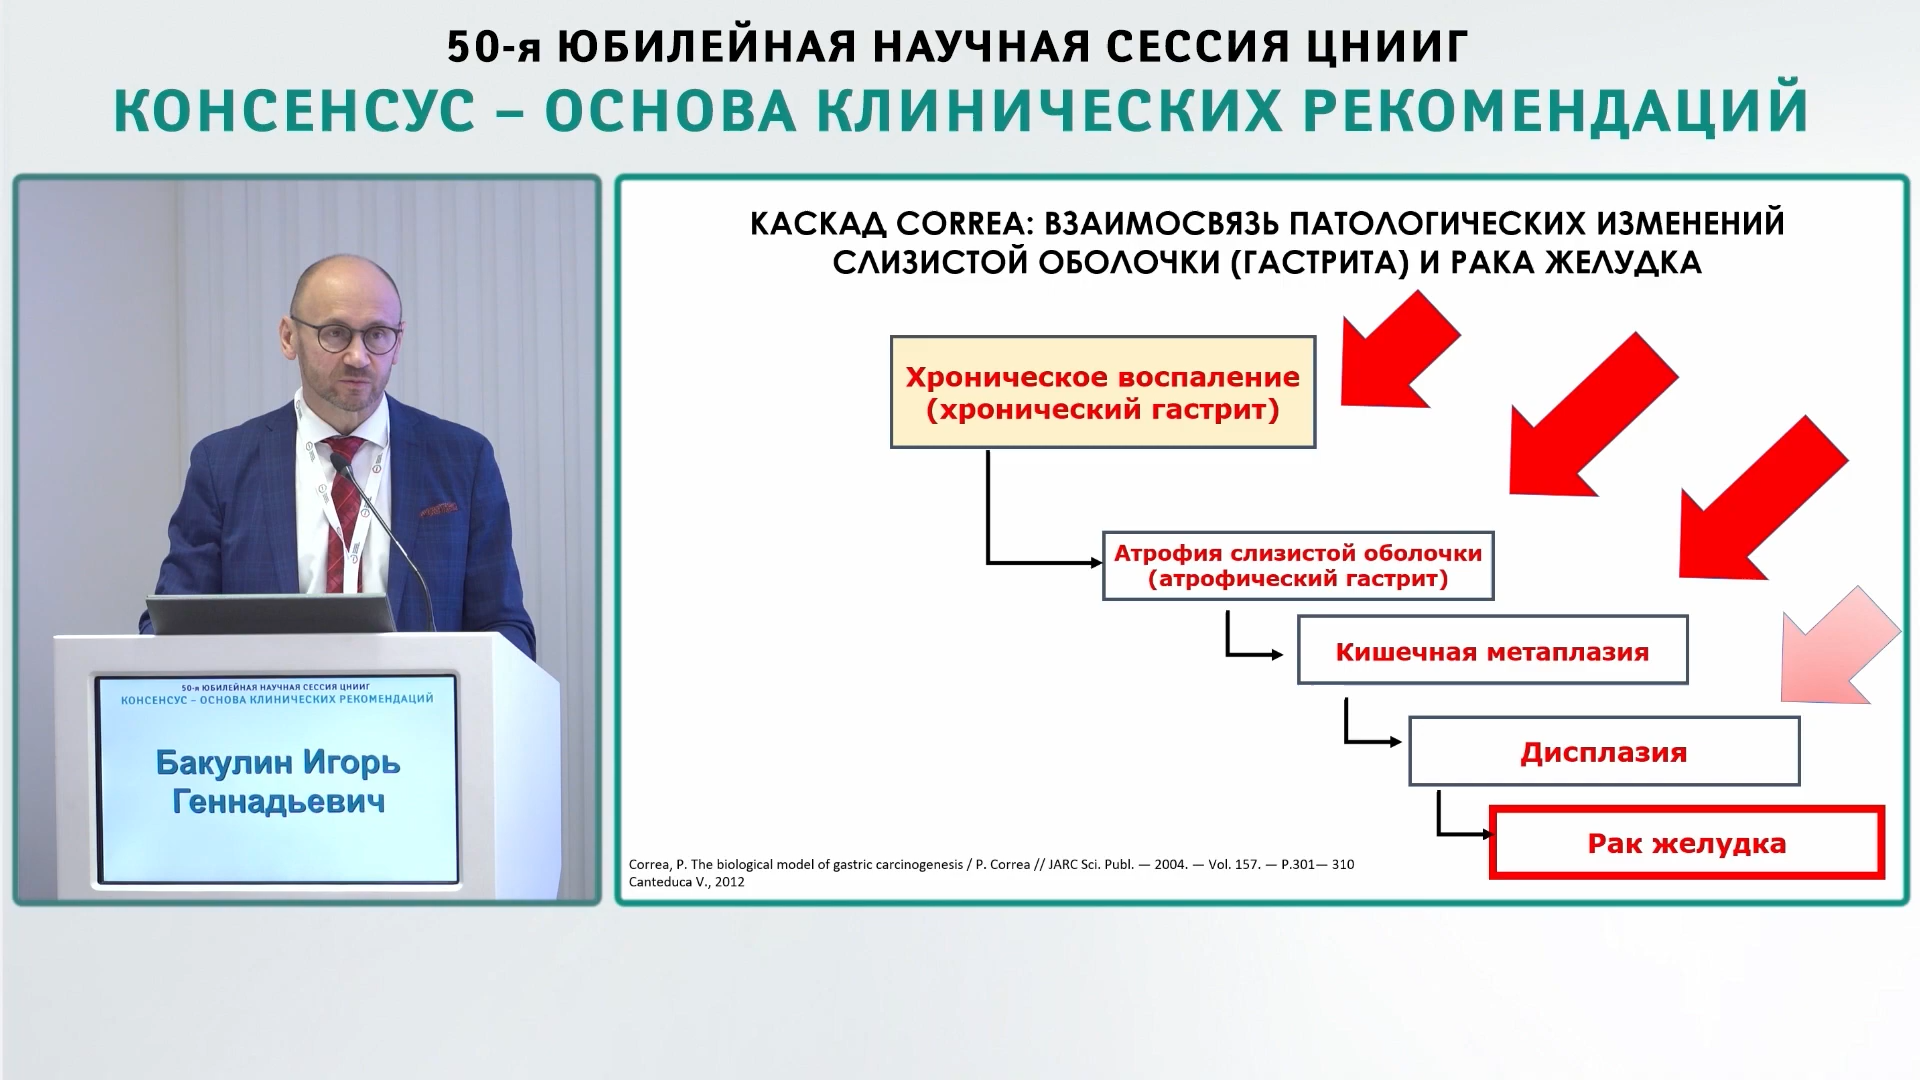 50-я ЮБИЛЕЙНАЯ НАУЧНАЯ СЕССИЯ ЦНИИГ
КОНСЕНСУС – ОСНОВА КЛИНИЧЕСКИХ РЕКОМЕНДАЦИЙ
50-я ЮБИЛЕЙНАЯ НАУЧНАЯ СЕССИЯ ЦНИИГ
КОНСЕНСУС – ОСНОВА КЛИНИЧЕСКИХ РЕКОМЕНДАЦИЙ
Бакулин Игорь
Геннадьевич
КАСКАД CORREA: ВЗАИМОСВЯЗЬ ПАТОЛОГИЧЕСКИХ ИЗМЕНЕНИЙ
СЛИЗИСТОЙ ОБОЛОЧКИ (ГАСТРИТА) И РАКА ЖЕЛУДКА
Хроническое воспаление
(хронический гастрит)
Атрофия слизистой оболочки
(атрофический гастрит)
Кишечная метаплазия
Дисплазия
Рак желудка
Correa, P. The biological model of gastric carcinogenesis / P. Correa // JARC Sci. Publ. — 2004. — Vol. 157. — P.301— 310
Canteduca V., 2012